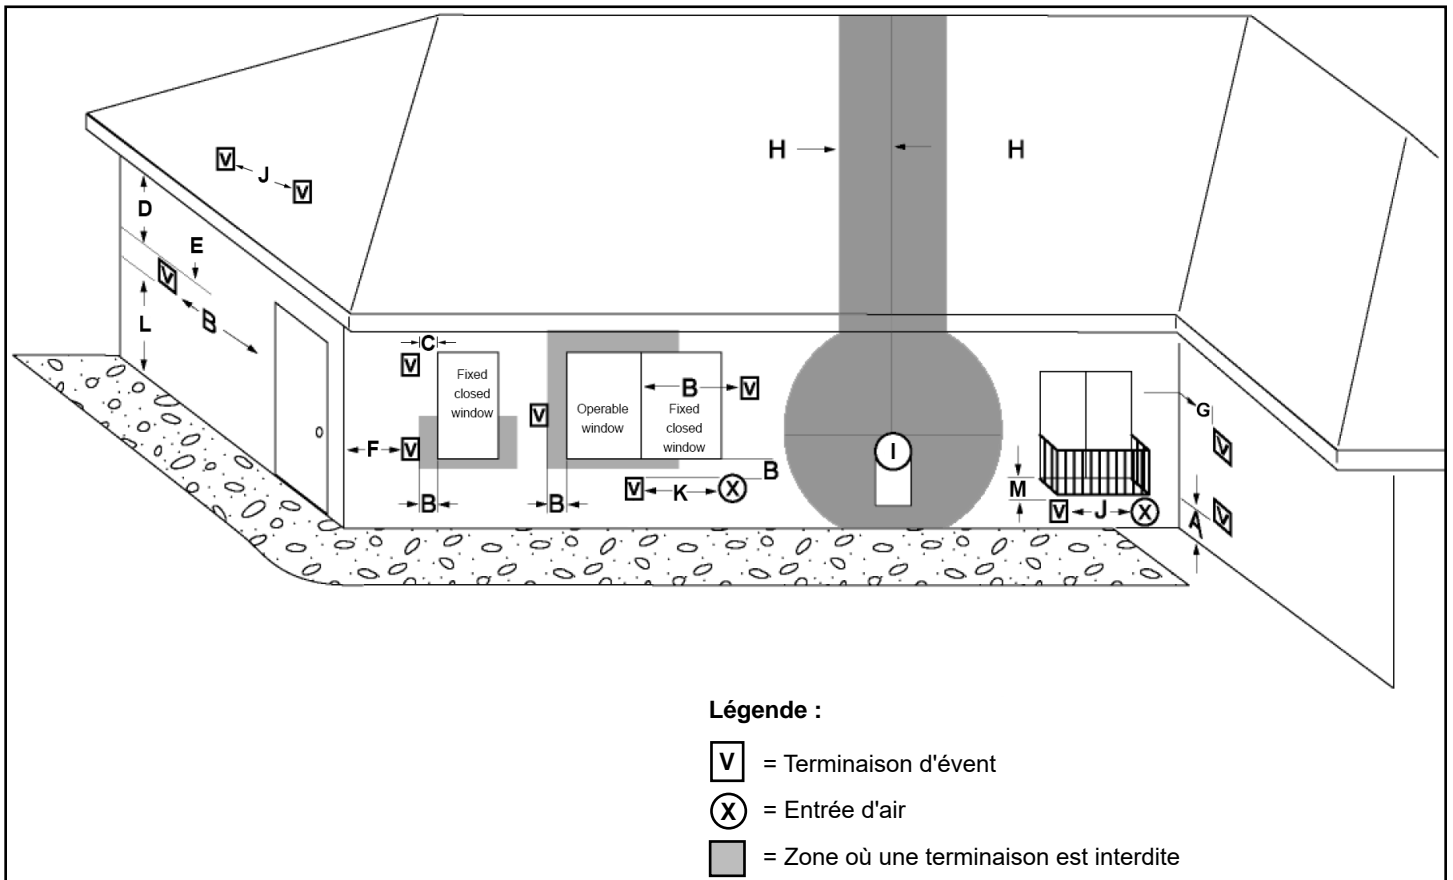 H H
V
J
V
D
E
V
B
L
C
V
Fixed
closed
window
F V
B
V
Operable
window
B
Fixed
closed
window
V
B
B
V K X
I
G
V
M
V J X
A
V
Légende :
V = Terminaison d'évent
X = Entrée d'air
= Zone où une terminaison est interdite